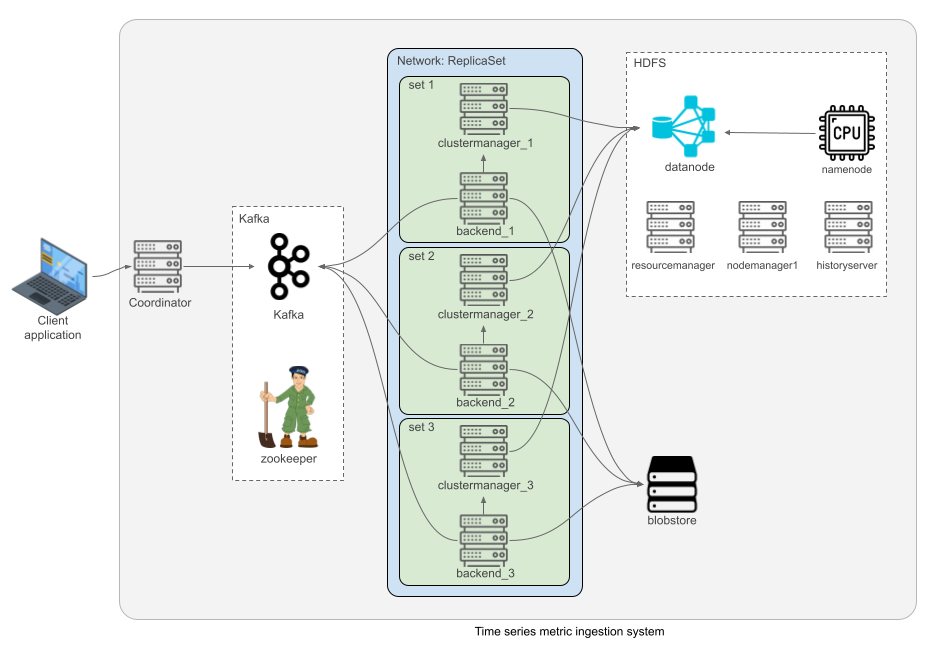 Network: ReplicaSet
set 1
clustermanager_1
backend_1
set 2
clustermanager_2
backend_2
set 3
clustermanager_3
backend_3
HDFS
datanode
CPU
namenode
resourcemanager
nodemanager1
historyserver
Kafka
Kafka
zookeeper
Client
application
Coordinator
blobstore
Time series metric ingestion system